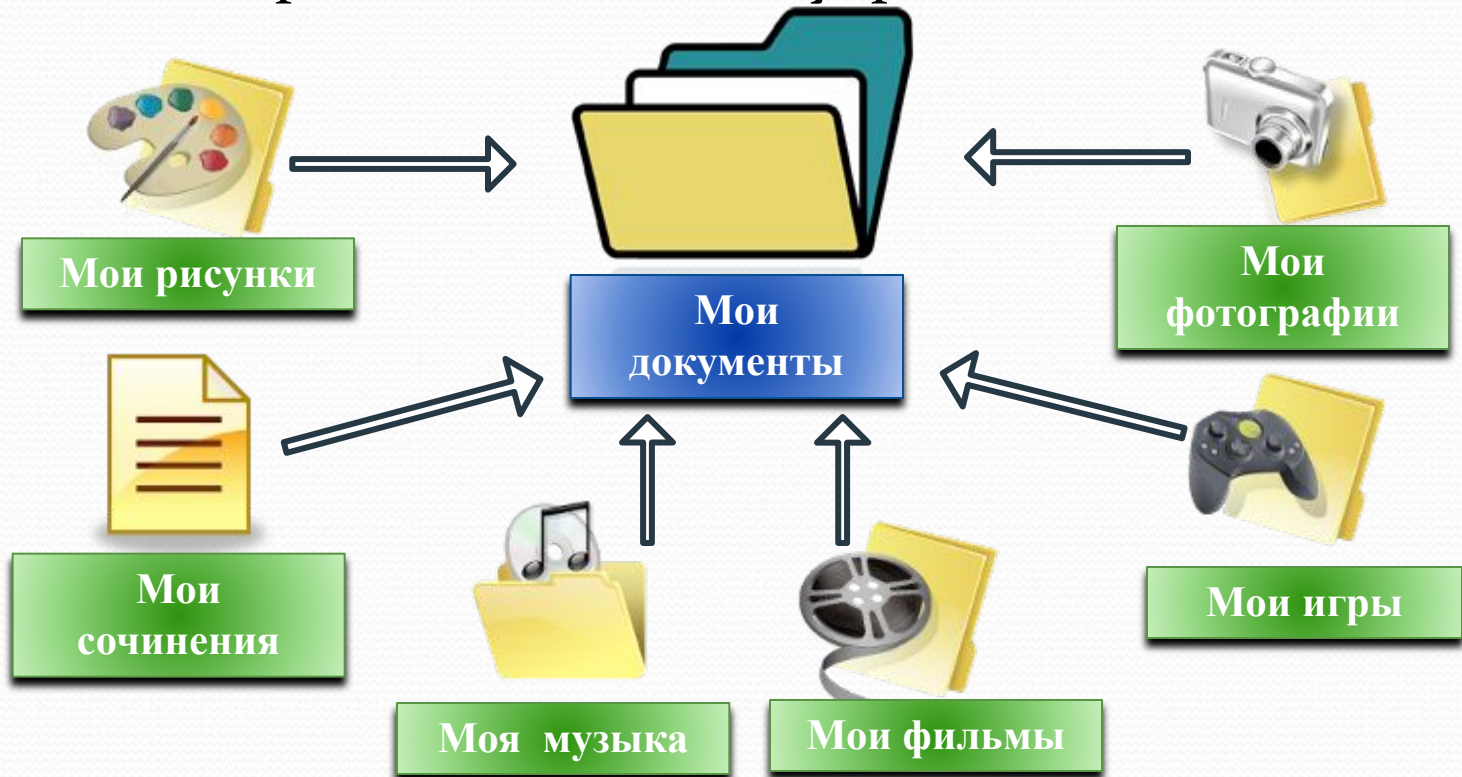 Мои рисунки
Мои
документы
Мои
фотографии
Мои
сочинения
Мои игры
Моя музыка
Мои фильмы